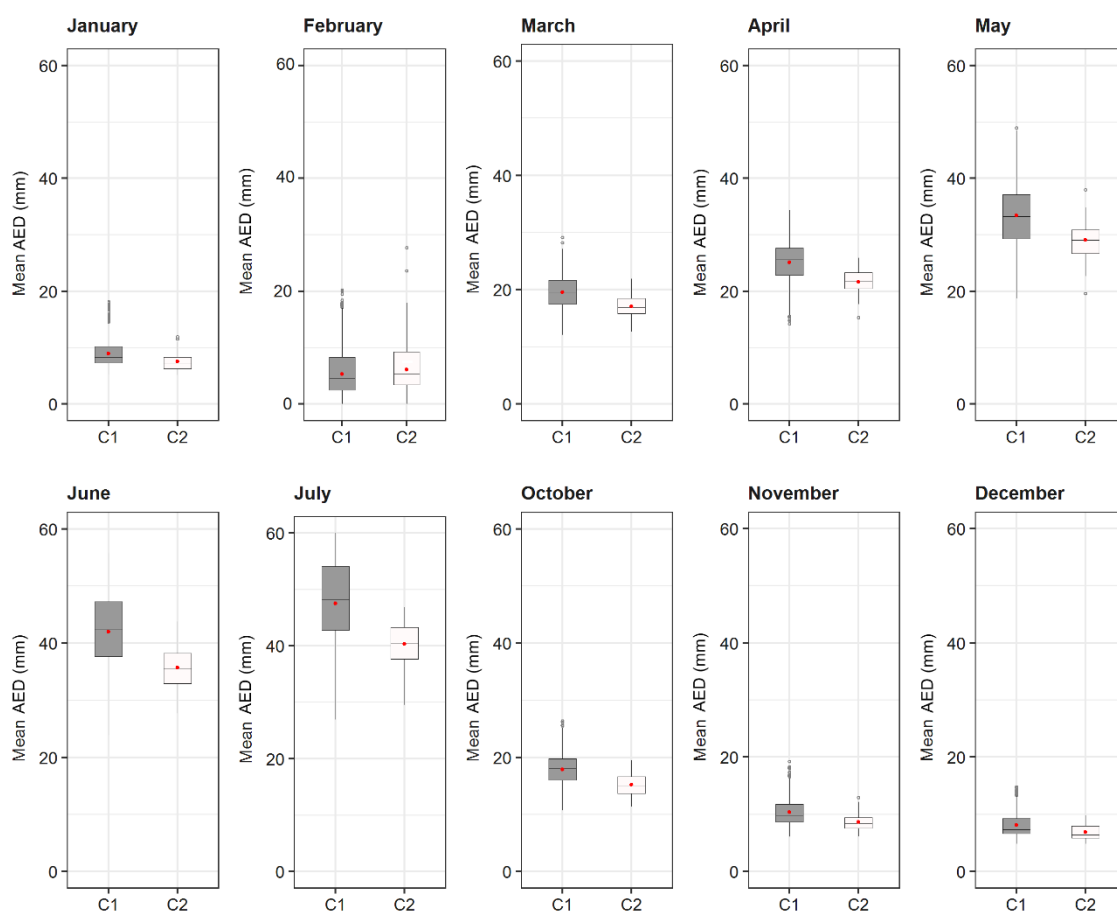 January February March April May
Mean AED (mm) Mean AED (mm) Mean AED (mm) Mean AED (mm) Mean AED (mm)
60 60 60 60 60
40 40 40 40 40
20 20 20 20 20
0 0 0 0 0
C1 C2 C1 C2 C1 C2 C1 C2 C1 C2
June July October November December
Mean AED (mm) Mean AED (mm) Mean AED (mm) Mean AED (mm) Mean AED (mm)
60 60 60 60 60
40 40 40 40 40
20 20 20 20 20
0 0 0 0 0
C1 C2 C1 C2 C1 C2 C1 C2 C1 C2